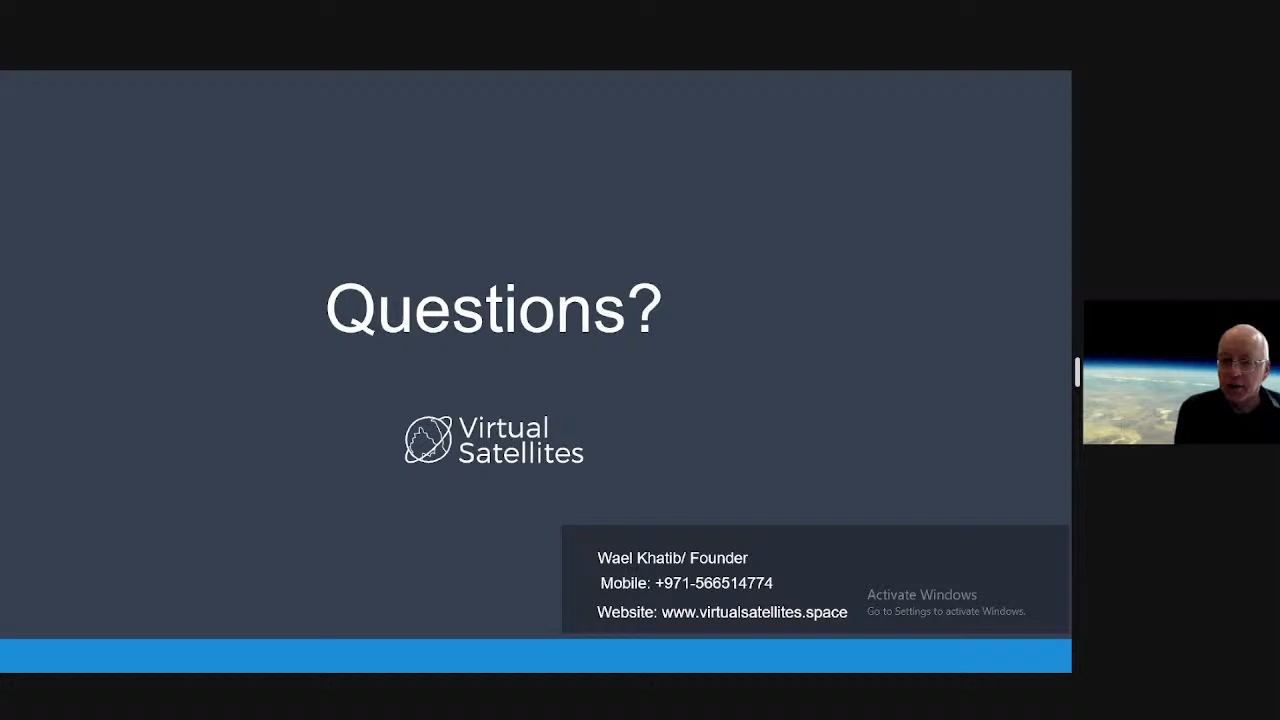 Questions?
Virtual
Satellites
Wael Khatib/ Founder
Mobile: +971-566514774
Website: www.virtualsatellites.space
Activate Windows
Go to Settings to activate Windows.